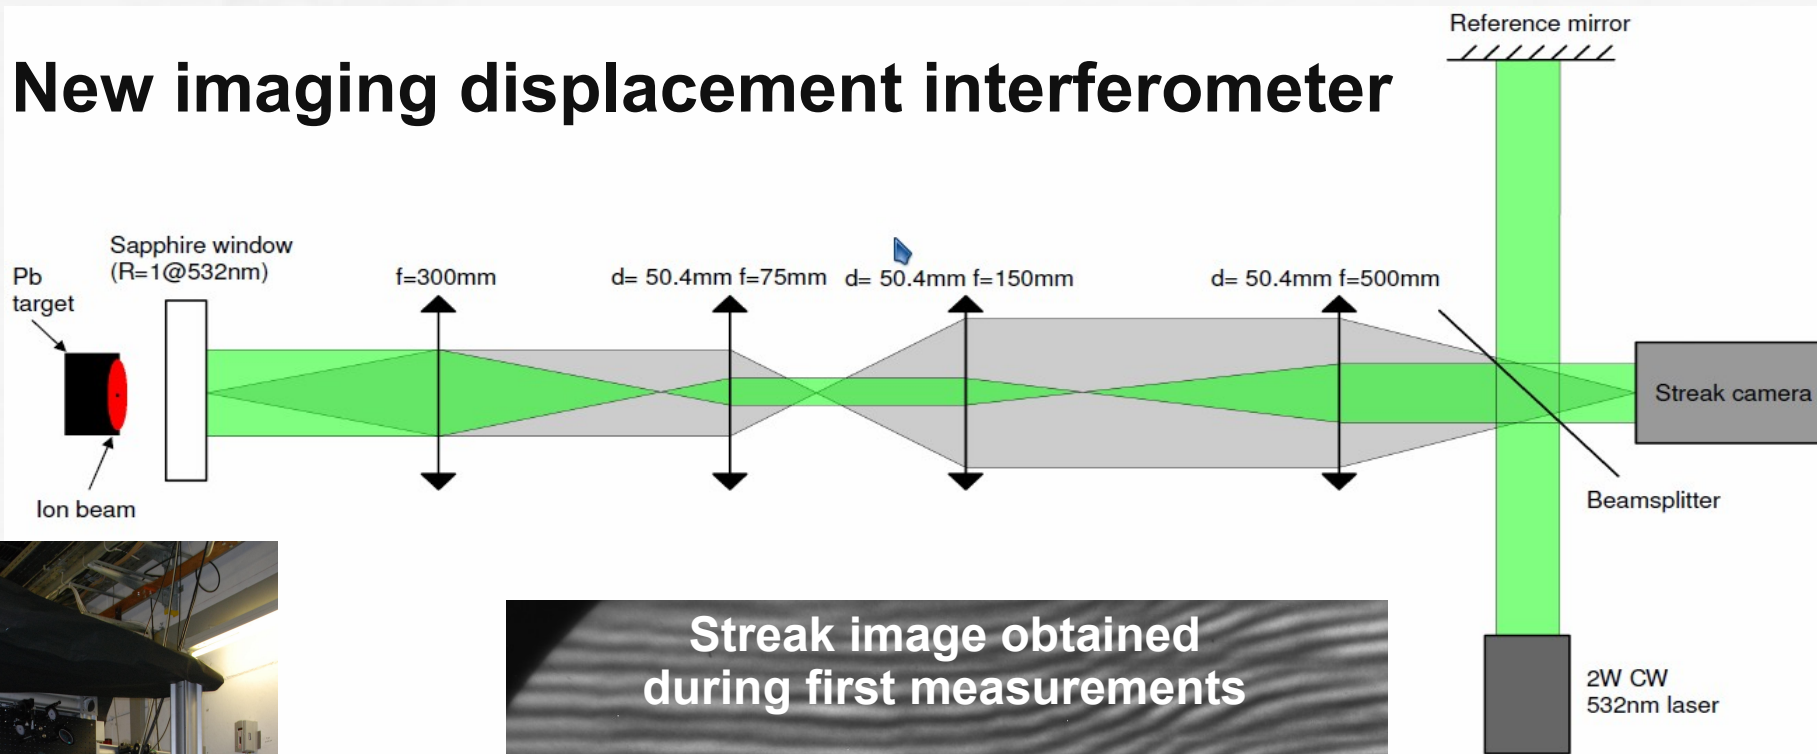 Reference mirror
New imaging displacement interferometer
Sapphire window
(R=1@532nm)
Pb
target
f=300mm
d= 50.4mm f=75mm
d= 50.4mm f=150mm
d= 50.4mm f=500mm
Streak camera
Ion beam
Beamsplitter
Streak image obtained
during first measurements
2W CW
532nm laser